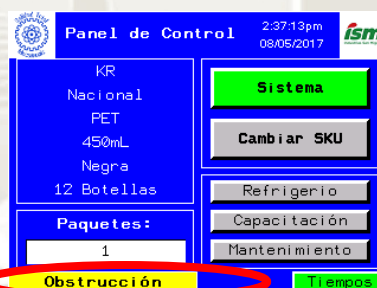 Panel de Control
2:37:13pm
08/05/2017
ism
KR
Nacional
PET
450mL
Negra
12 Botellas
Sistema
Cambiar SKU
Paquetes:
1
Refrigerio
Capacitación
Mantenimiento
Obstrucción
Tiempos